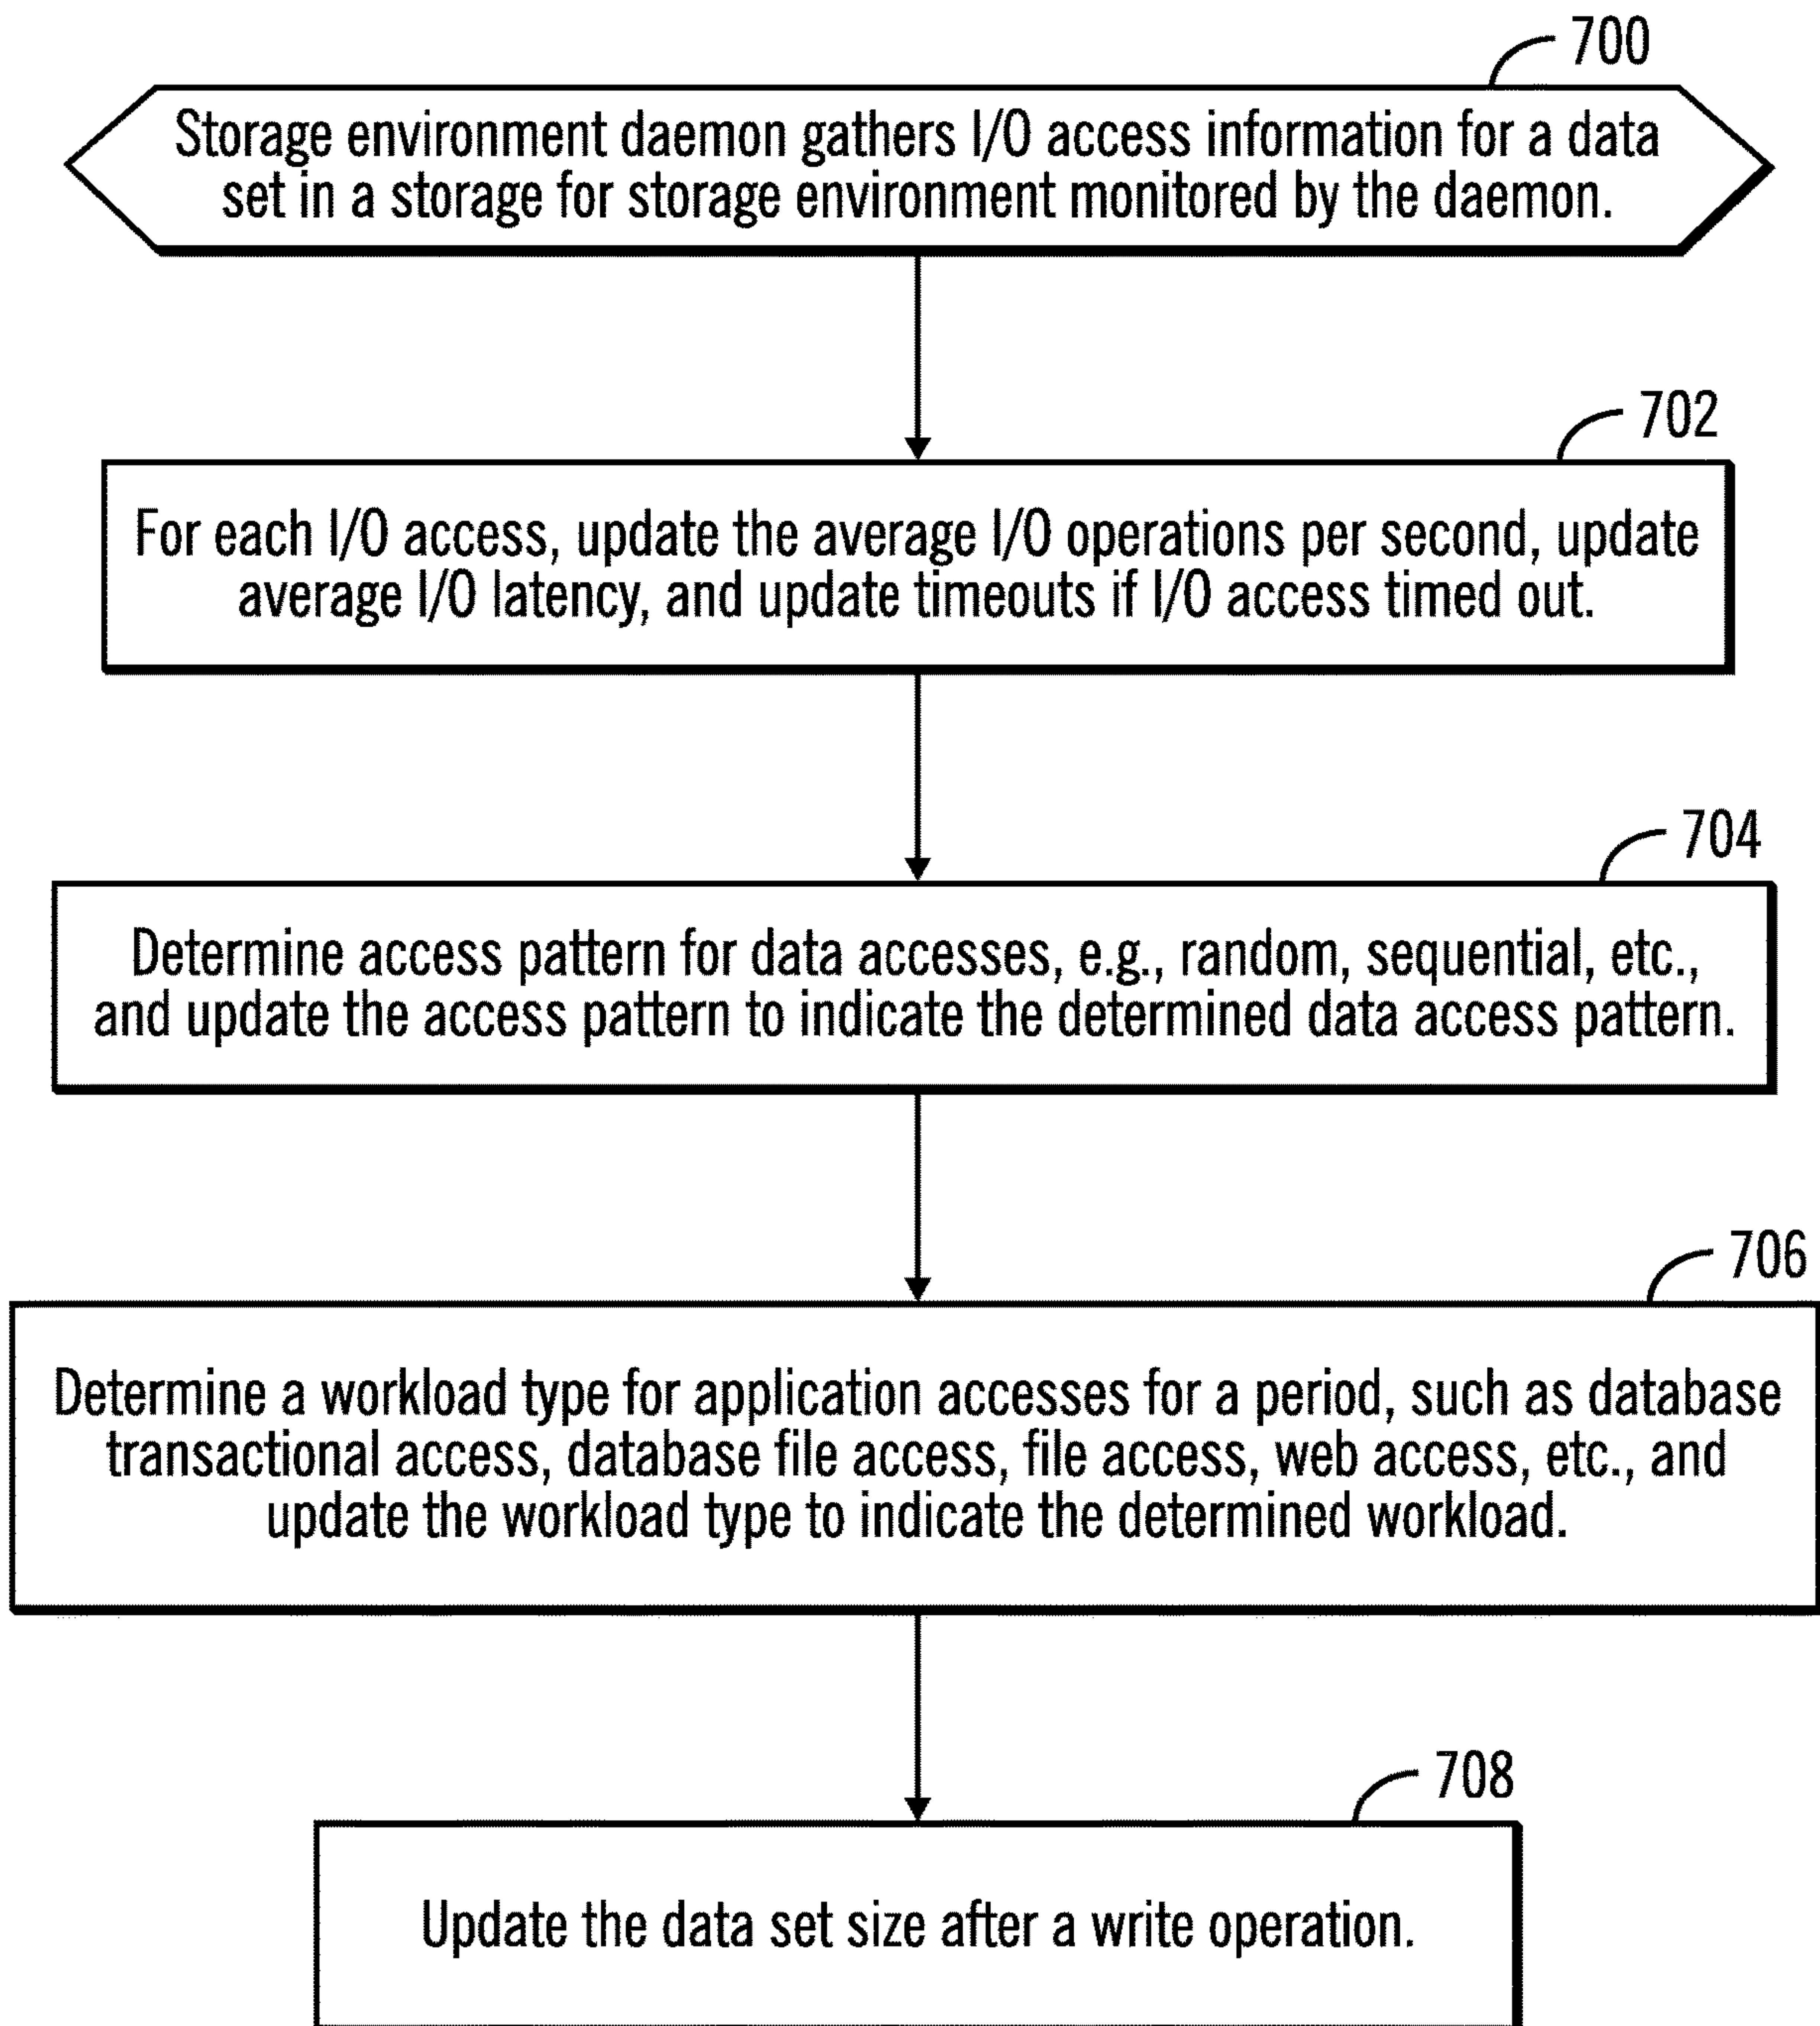 700
Storage environment daemon gathers I/O access information for a data
set in a storage for storage environment monitored by the daemon.
702
For each I/O access, update the average I/O operations per second, update
average I/O latency, and update timeouts if I/O access timed out.
704
Determine access pattern for data accesses, e.g., random, sequential, etc.,
and update the access pattern to indicate the determined data access pattern.
706
Determine a workload type for application accesses for a period, such as database
transactional access, database file access, file access, web access, etc., and
update the workload type to indicate the determined workload.
708
Update the data set size after a write operation.